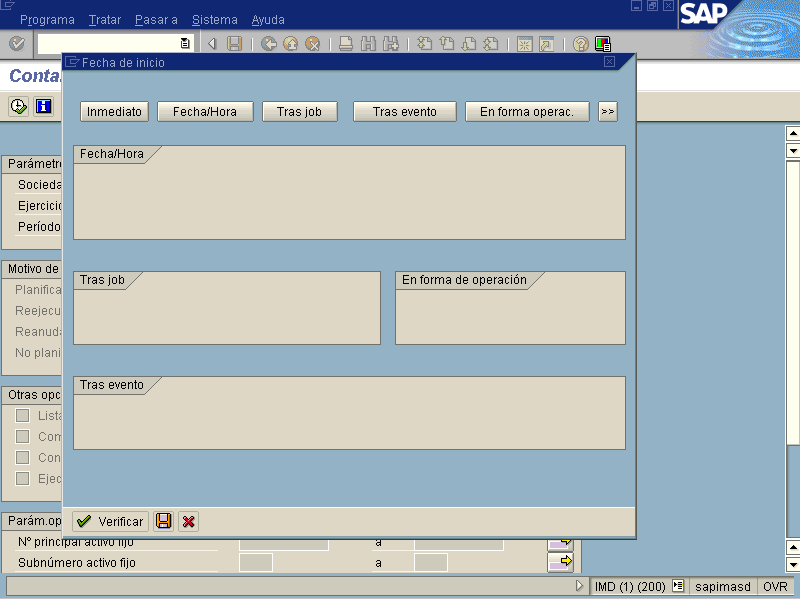 Programa Tratar Pasar a Sistema Ayuda
SAP
Fecha de inicio
Conta
Inmediato Fecha/Hora Tras job Tras evento En forma operac. >>
Fecha/Hora
Parámetro
Socieda
Ejercicio
Período
Tras job En forma de operación
Motivo de
Planifica
Reejecu
Reanuda
No plani
Tras evento
Otras opc
Lista
Com
Con
Ejec
Parám.op
Verificar
Nº principal activo fijo a
Subnúmero activo fijo a
IMD (1) (200) sapimasd OVR